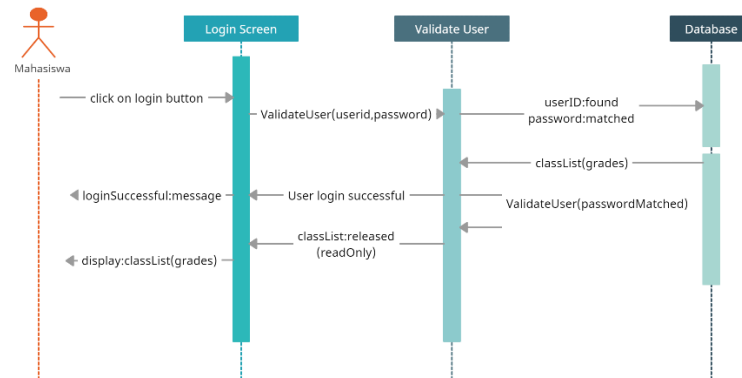 Login Screen
Validate User
Database
Mahasiswa
click on login button
ValidateUser(userid,password)
userID:found
password:matched
classList(grades)
loginSuccessful:message
User login successful
ValidateUser(passwordMatched)
classList:released
(readOnly)
display:classList(grades)